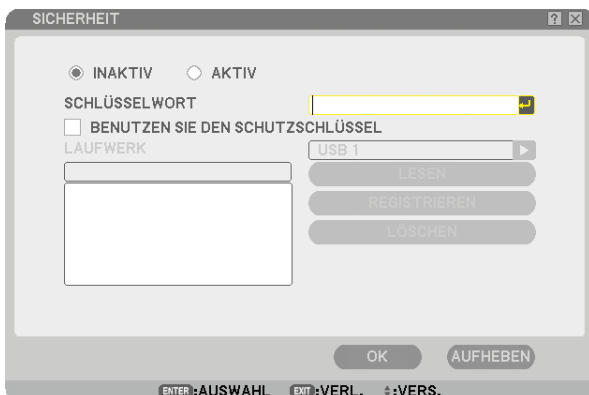 SICHERHEIT
INAKTIV AKTIV
SCHLÜSSELWORT
BENUTZEN SIE DEN SCHUTZSCHLÜSSEL
LAUFWERK USB 1
LESEN
REGISTRIEREN
LÖSCHEN
OK AUFHEBEN
ENTER :AUSWAHL EXIT :VERL. :VERS.